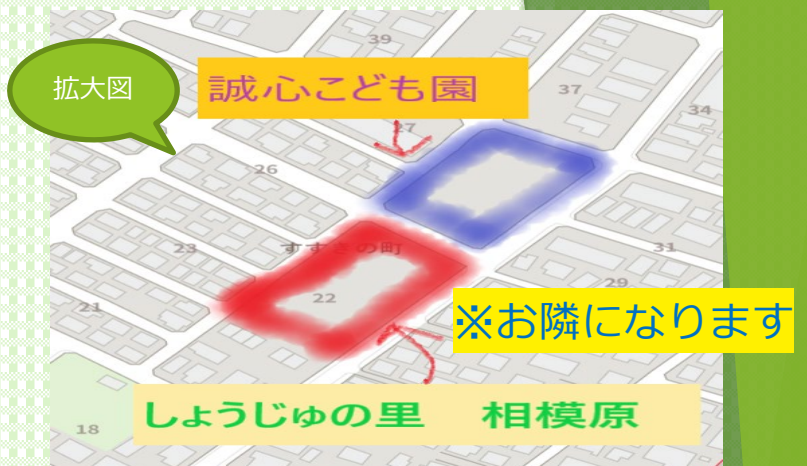 39
拡大図
誠心こども園
37
34
27
26
すすきの町
23
31
22
29
21
※お隣になります
しょうじゅの里 相模原
18